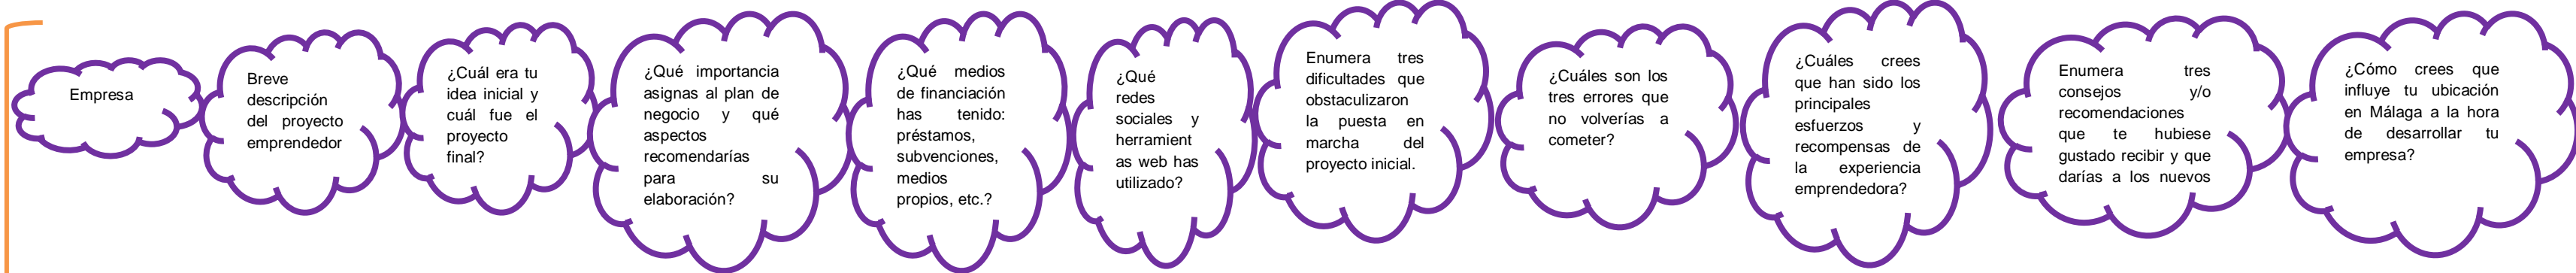 Empresa
Breve
descripción
del proyecto
emprendedor
¿Cuál era tu
idea inicial y
cuál fue el
proyecto
final?
¿Qué importancia
asignas al plan de
negocio y qué
aspectos
recomendarías
para su
elaboración?
¿Qué medios
de financiación
has tenido:
préstamos,
subvenciones,
medios
propios, etc.?
¿Qué
redes
sociales y
herramient
as web has
utilizado?
Enumera tres
dificultades que
obstaculizaron
la puesta en
marcha del
proyecto inicial.
¿Cuáles son los
tres errores que
no volverías a
cometer?
¿Cuáles crees
que han sido los
principales
esfuerzos y
recompensas de
la experiencia
emprendedora?
Enumera tres
consejos y/o
recomendaciones
que te hubiese
gustado recibir y que
darías a los nuevos
¿Cómo crees que
influye tu ubicación
en Málaga a la hora
de desarrollar tu
empresa?